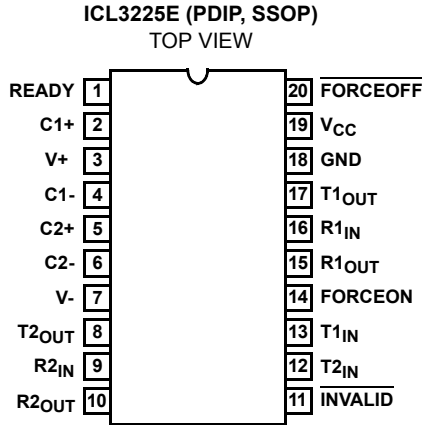 ICL3225E (PDIP, SSOP)
TOP VIEW
READY 1 20 FORCEOFF
C1+ 2 19 VCC
V+ 3 18 GND
C1- 4 17 T1OUT
C2+ 5 16 R1IN
C2- 6 15 R1OUT
V- 7 14 FORCEON
T2OUT 8 13 T1IN
R2IN 9 12 T2IN
R2OUT 10 11 INVALID